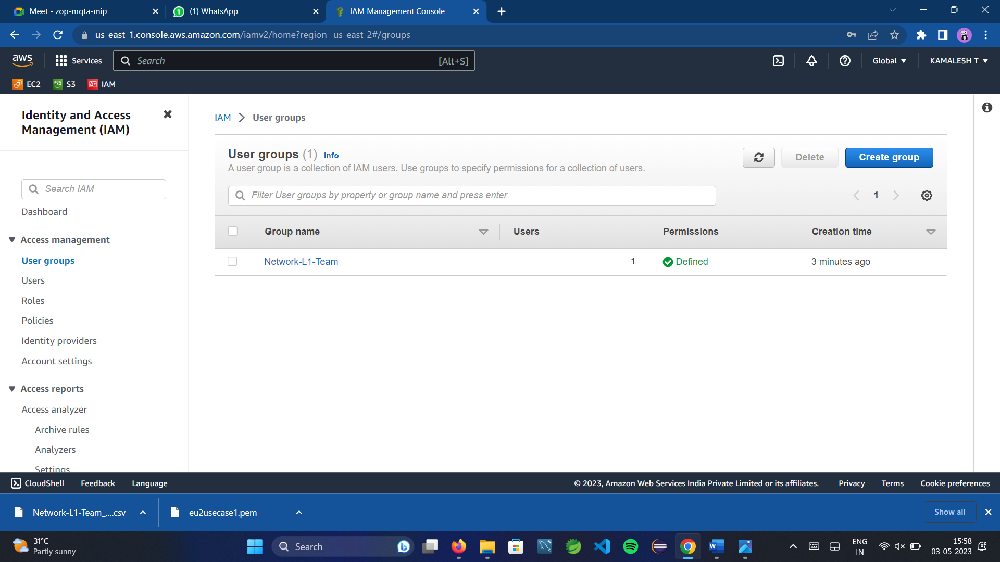 Meet - zop-mqta-mip
(1) WhatsApp
IAM Management Console
us-east-1.console.aws.amazon.com/iamv2/home?region=us-east-2#/groups
aws
Services
Search
[Alt+S]
Global
KAMALESH T
EC2
S3
IAM
Identity and Access
Management (IAM)
Search IAM
Dashboard
Access management
User groups
Users
Roles
Policies
Identity providers
Account settings
Access reports
Access analyzer
Archive rules
Analyzers
Settings
IAM
User groups
User groups (1) Info
A user group is a collection of IAM users. Use groups to specify permissions for a collection of users.
Delete
Create group
Filter User groups by property or group name and press enter
1
Group name
Users
Permissions
Creation time
Network-L1-Team
1
Defined
3 minutes ago
CloudShell
Feedback
Language
© 2023, Amazon Web Services India Private Limited or its affiliates.
Privacy
Terms
Cookie preferences
Network-L1-Team_....csv
eu2usecase1.pem
Show all
31°C
Partly sunny
Search
ENG
IN
15:58
03-05-2023